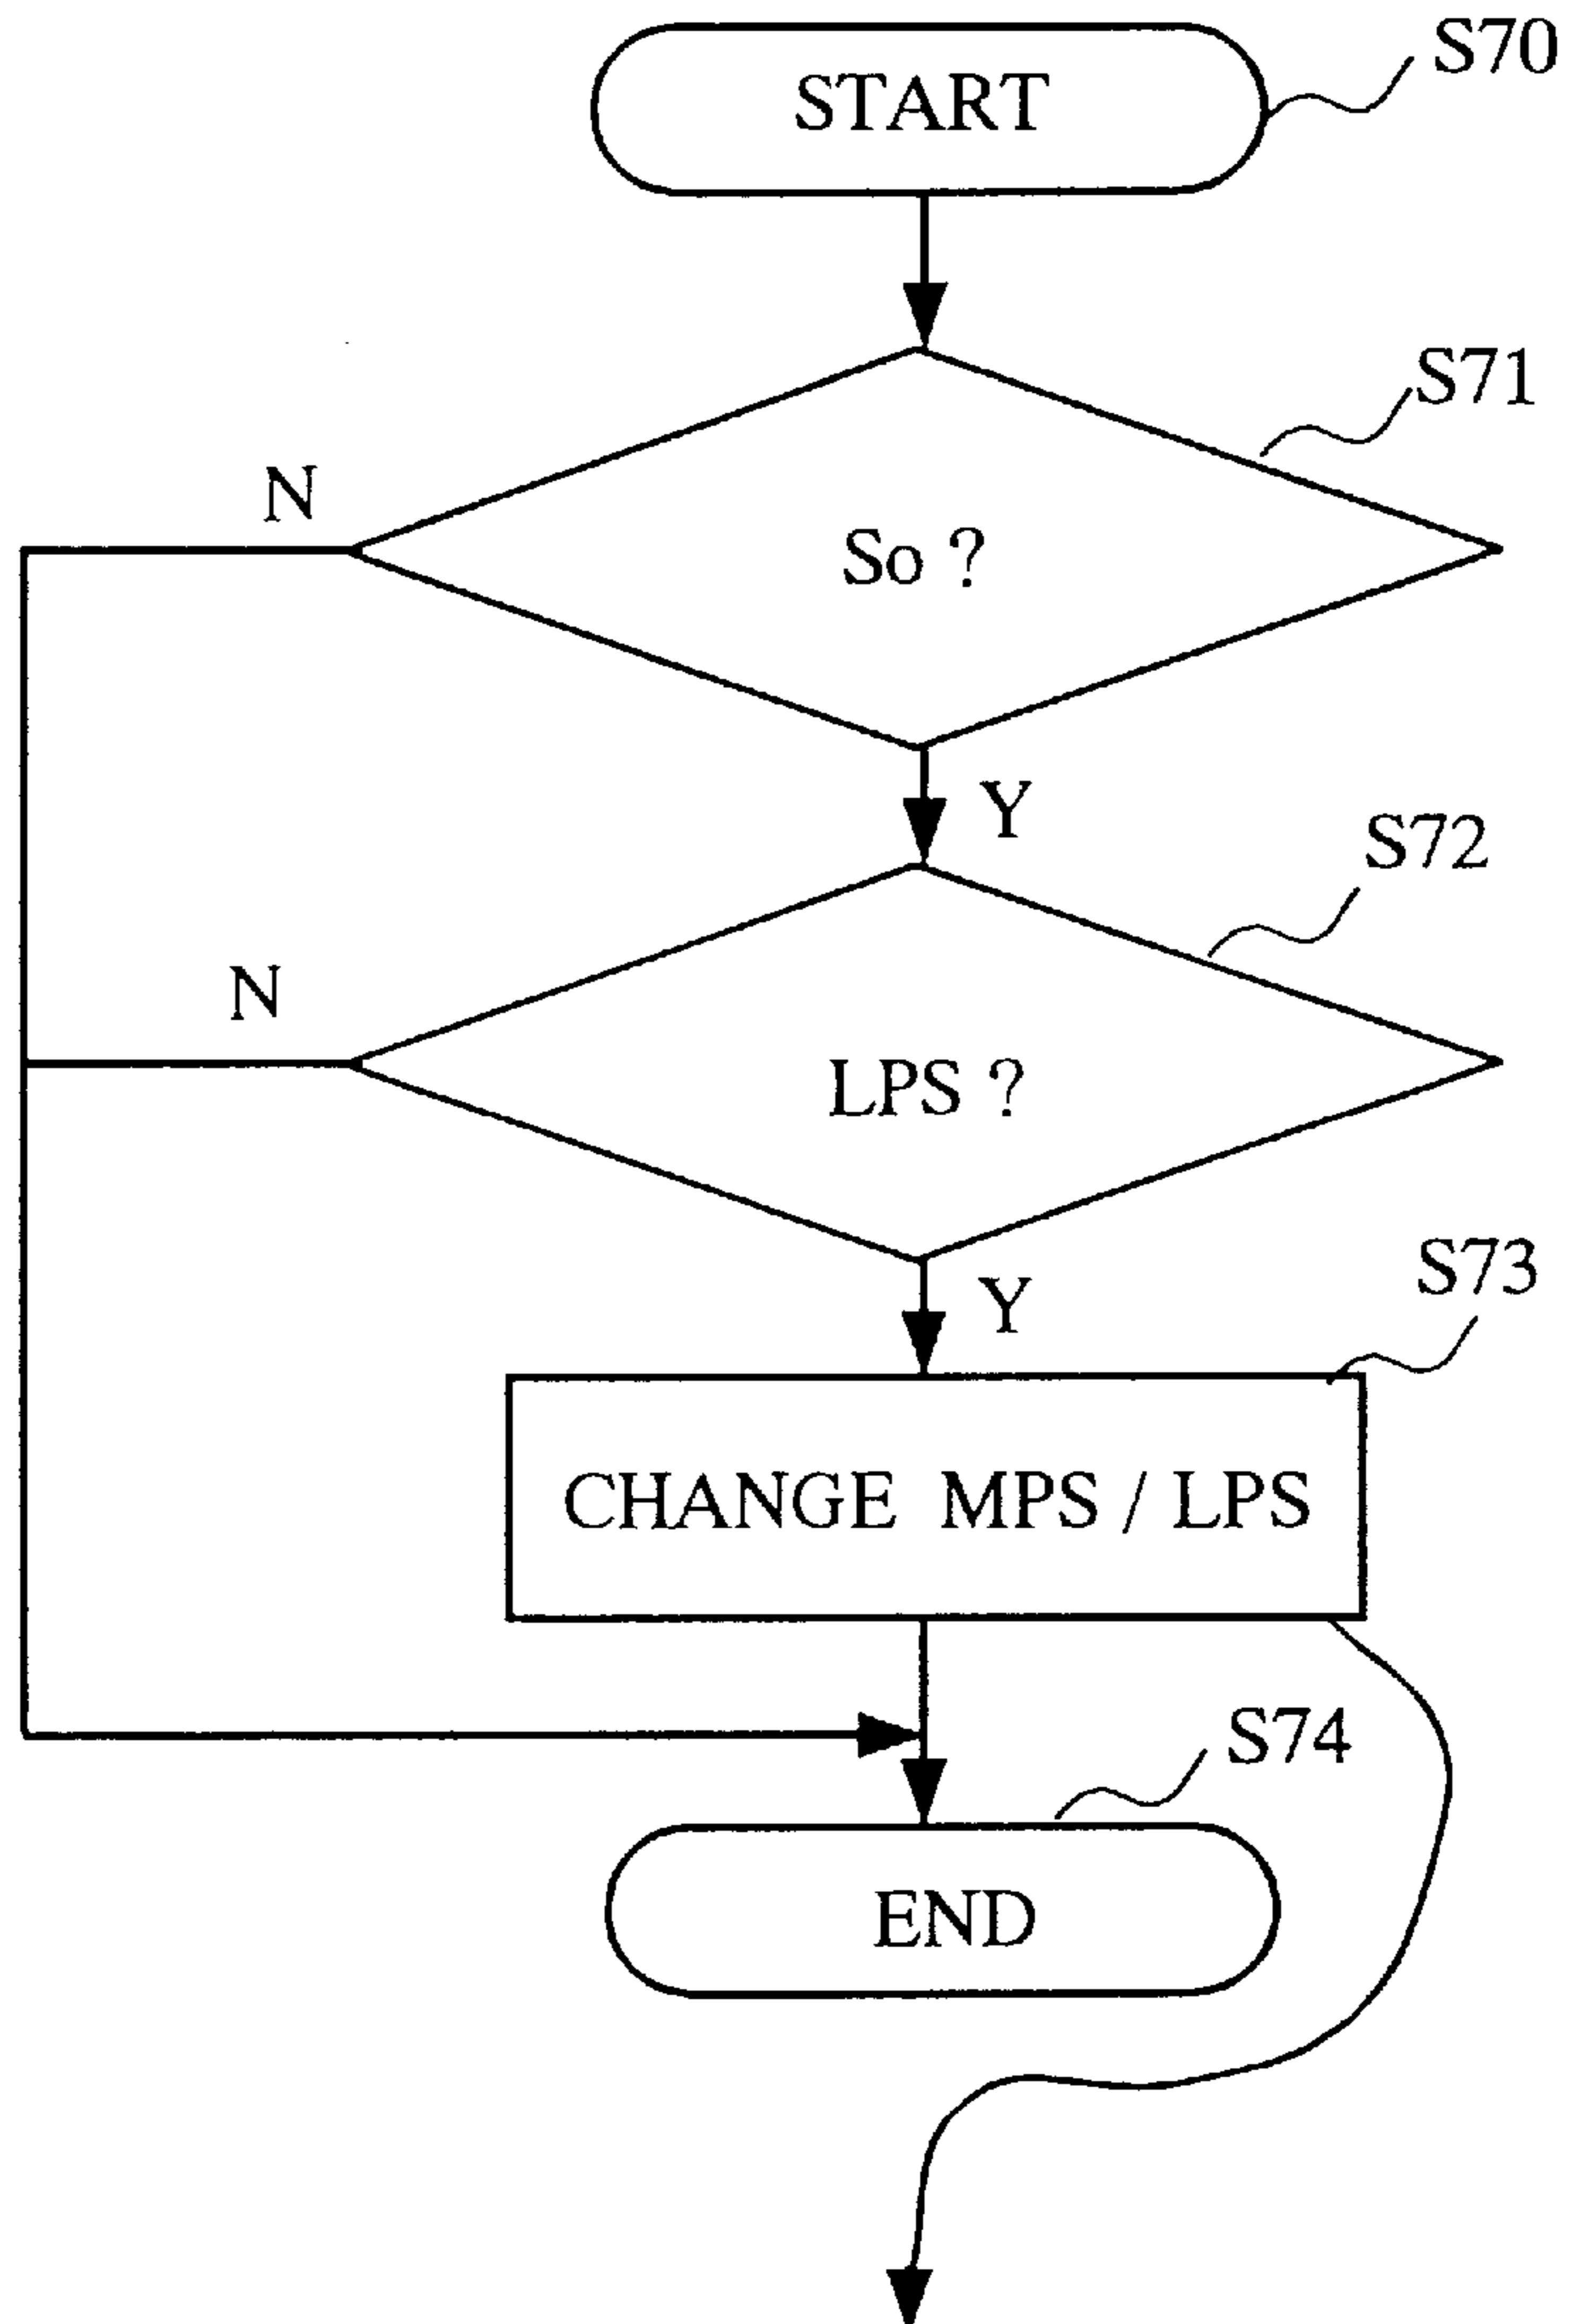 START
S70
S71
N
So ?
Y
S72
N
LPS ?
Y
S73
CHANGE MPS / LPS
S74
END